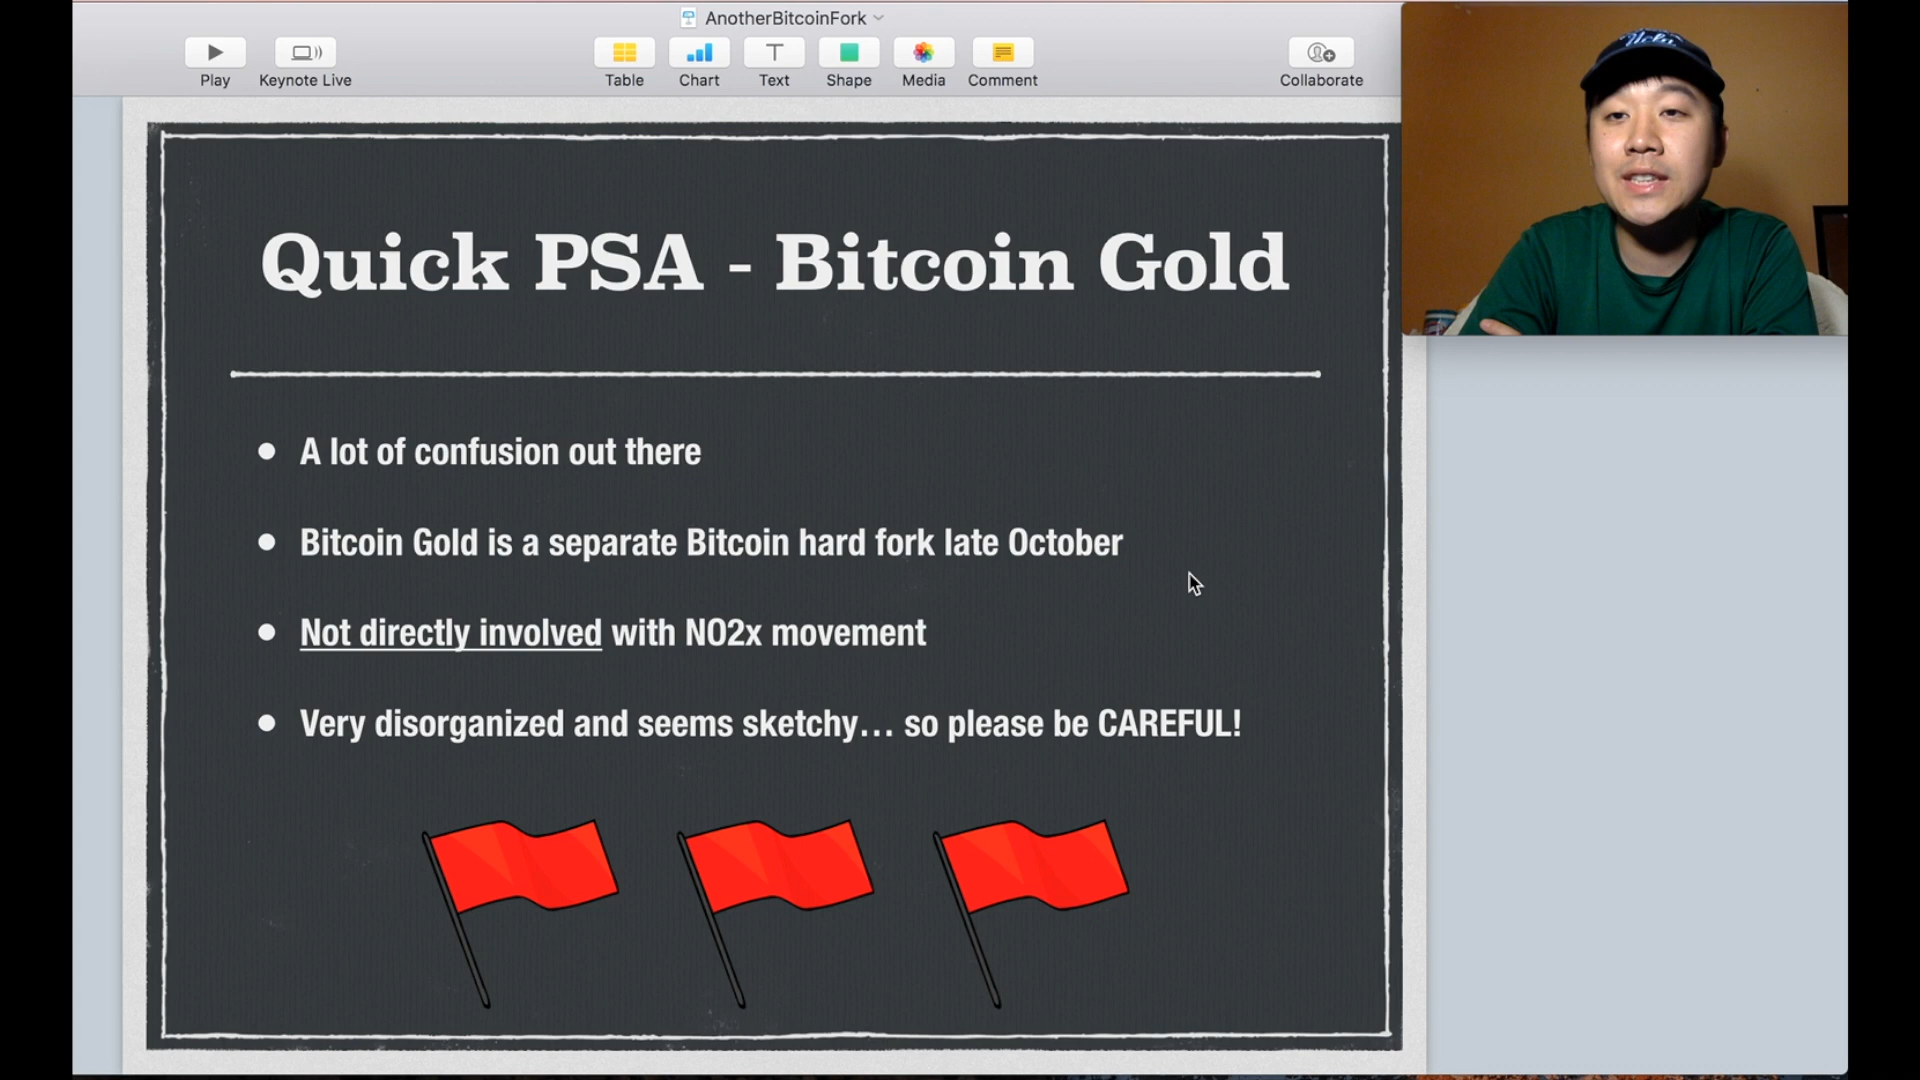 AnotherBitcoinFork
Play
Keynote Live
Table
Chart
Text
Shape
Media
Comment
Collaborate
Quick PSA - Bitcoin Gold
• A lot of confusion out there
• Bitcoin Gold is a separate Bitcoin hard fork late October
• Not directly involved with NO2x movement
• Very disorganized and seems sketchy... so please be CAREFUL!